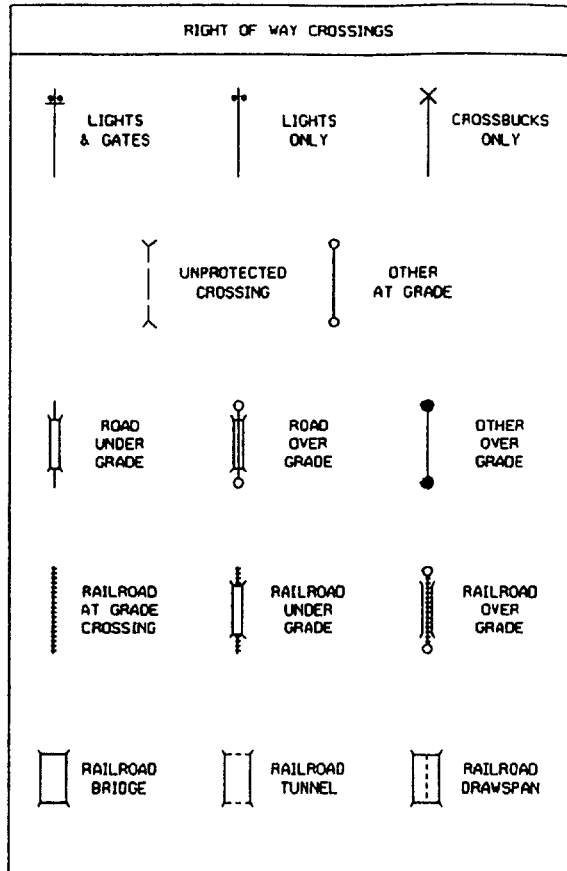 RIGHT OF WAY CROSSINGS
LIGHTS
& GATES
LIGHTS
ONLY
CROSSBUCKS
ONLY
UNPROTECTED
CROSSING
OTHER
AT GRADE
ROAD
UNDER
GRADE
ROAD
OVER
GRADE
OTHER
OVER
GRADE
RAILROAD
AT GRADE
CROSSING
RAILROAD
UNDER
GRADE
RAILROAD
OVER
GRADE
RAILROAD
BRIDGE
RAILROAD
TUNNEL
RAILROAD
DRAWSPAN